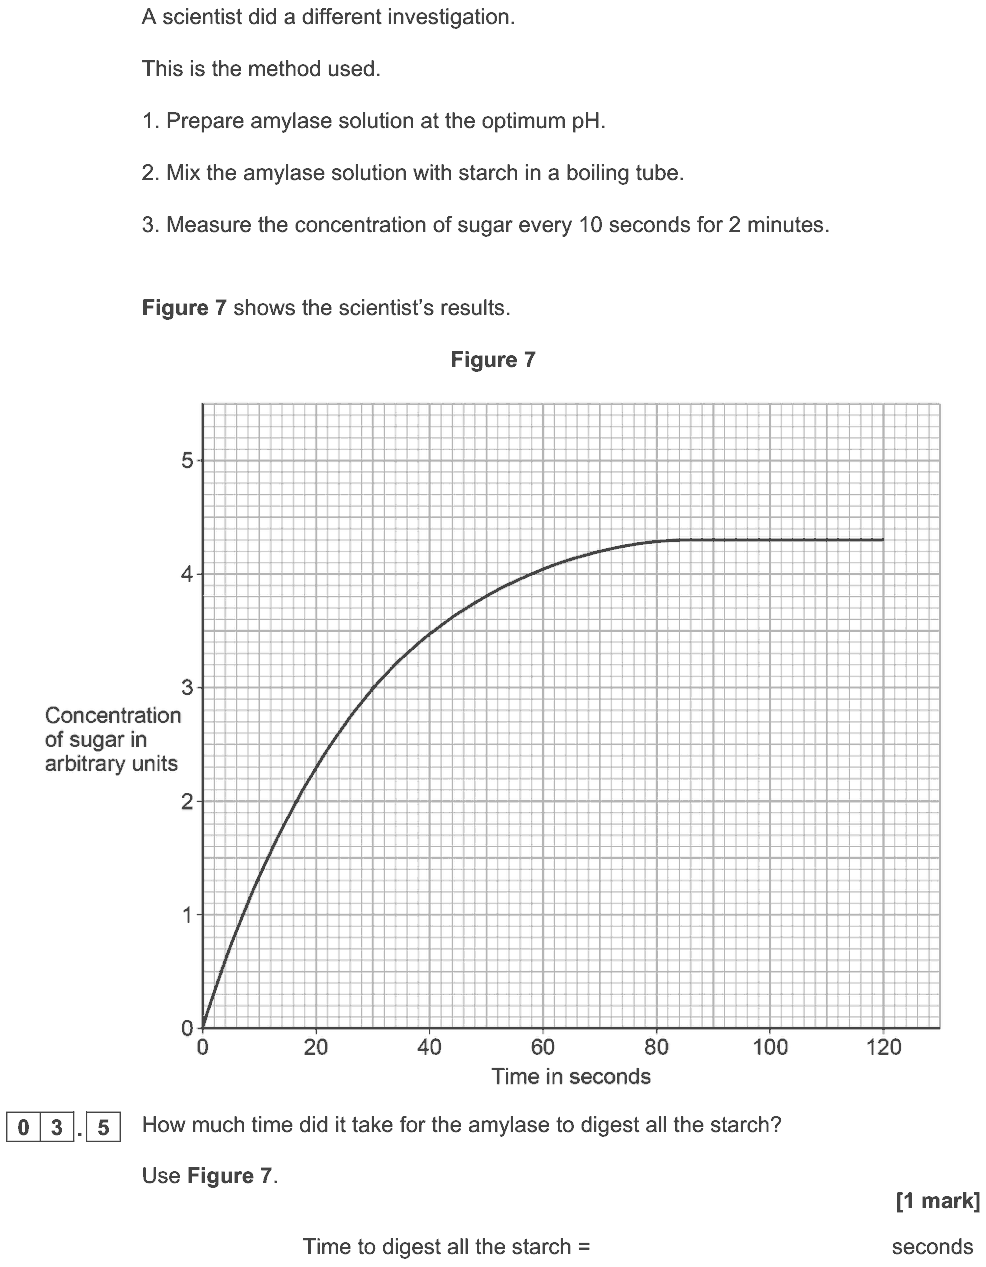 A scientist did a different investigation.
This is the method used.
1. Prepare amylase solution at the optimum pH.
2. Mix the amylase solution with starch in a boiling tube.
3. Measure the concentration of sugar every 10 seconds for 2 minutes.
Figure 7 shows the scientist's results.
Figure 7
5
4
3
Concentration
of sugar in
arbitrary units
2
1
0
0 20 40 60 80 100 120
Time in seconds
0 3 . 5 How much time did it take for the amylase to digest all the starch?
Use Figure 7.
[1 mark]
Time to digest all the starch = seconds